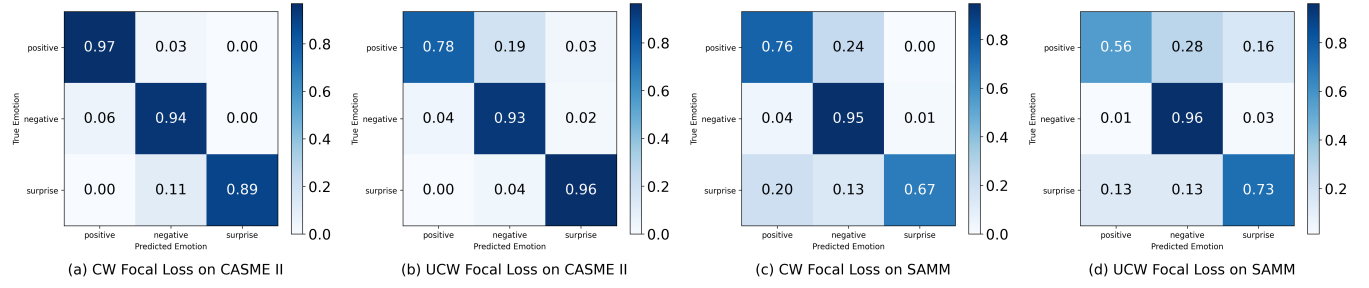 positive 0.97 0.03 0.00
negative 0.06 0.94 0.00
surprise 0.00 0.11 0.89
positive negative surprise
True Emotion
Predicted Emotion
0.8
0.6
0.4
0.2
0.0
(a) CW Focal Loss on CASME II
positive 0.78 0.19 0.03
negative 0.04 0.93 0.02
surprise 0.00 0.04 0.96
positive negative surprise
True Emotion
Predicted Emotion
0.8
0.6
0.4
0.2
0.0
(b) UCW Focal Loss on CASME II
positive 0.76 0.24 0.00
negative 0.04 0.95 0.01
surprise 0.20 0.13 0.67
positive negative surprise
True Emotion
Predicted Emotion
0.8
0.6
0.4
0.2
0.0
(c) CW Focal Loss on SAMM
positive 0.56 0.28 0.16
negative 0.01 0.96 0.03
surprise 0.13 0.13 0.73
positive negative surprise
True Emotion
Predicted Emotion
0.8
0.6
0.4
0.2
(d) UCW Focal Loss on SAMM